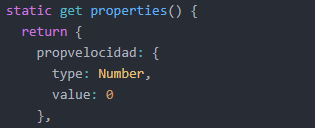 static get properties() {
return {
propvelocidad: {
type: Number,
value: 0
},